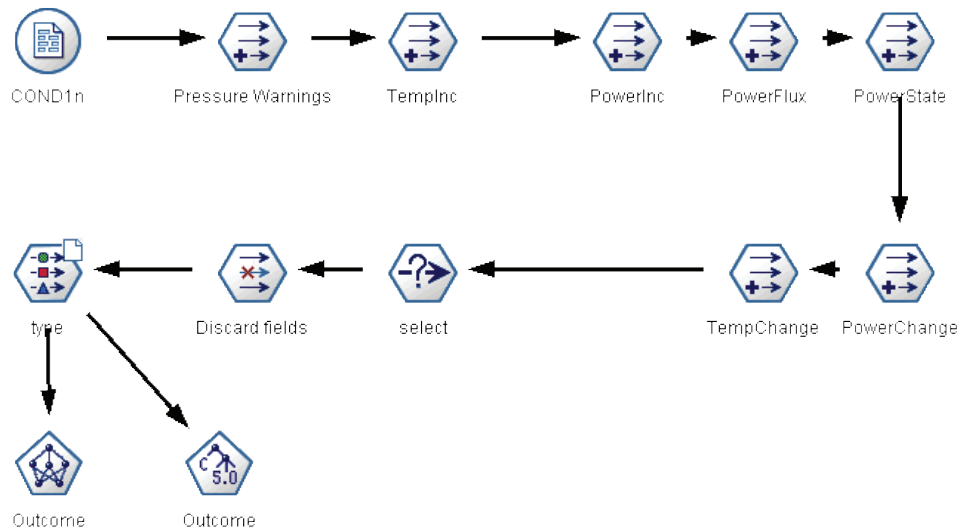 COND1n
Pressure Warnings
TempInc
PowerInc
PowerFlux
PowerState
type
Discard fields
select
TempChange
PowerChange
C 5.0
Outcome
Outcome